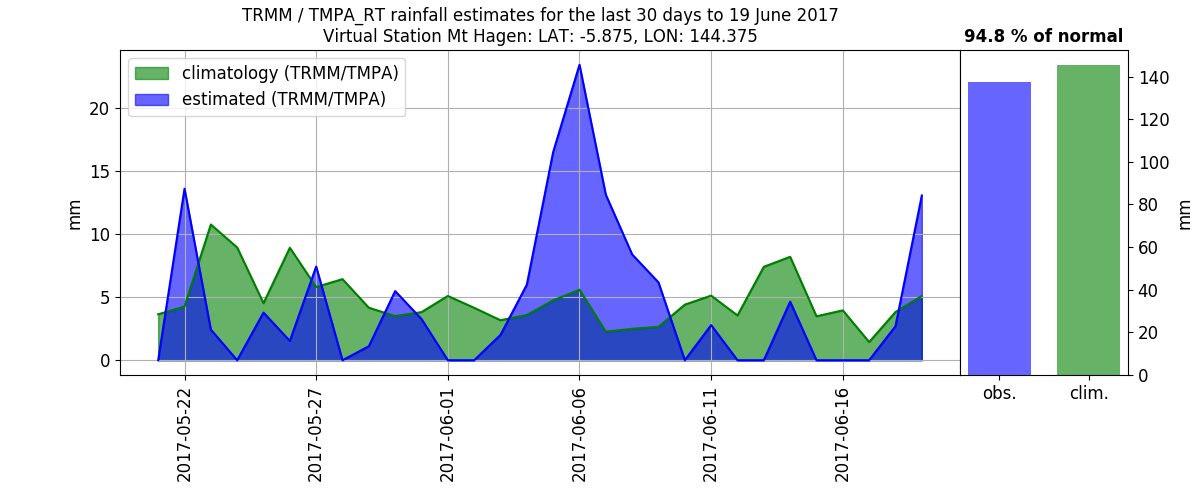 TRMM / TMPA_RT rainfall estimates for the last 30 days to 19 June 2017
Virtual Station Mt Hagen: LAT: -5.875, LON: 144.375
94.8 % of normal
climatology (TRMM/TMPA)
estimated (TRMM/TMPA)
mm
20
15
10
5
0
2017-05-22
2017-05-27
2017-06-01
2017-06-06
2017-06-11
2017-06-16
obs.
clim.
140
120
100
80
60
40
20
0
mm